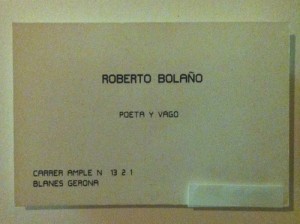 ROBERTO BOLAÑO
POETA Y VAGO
CARRER AMPLE N 13 2 1
BLANES GERONA